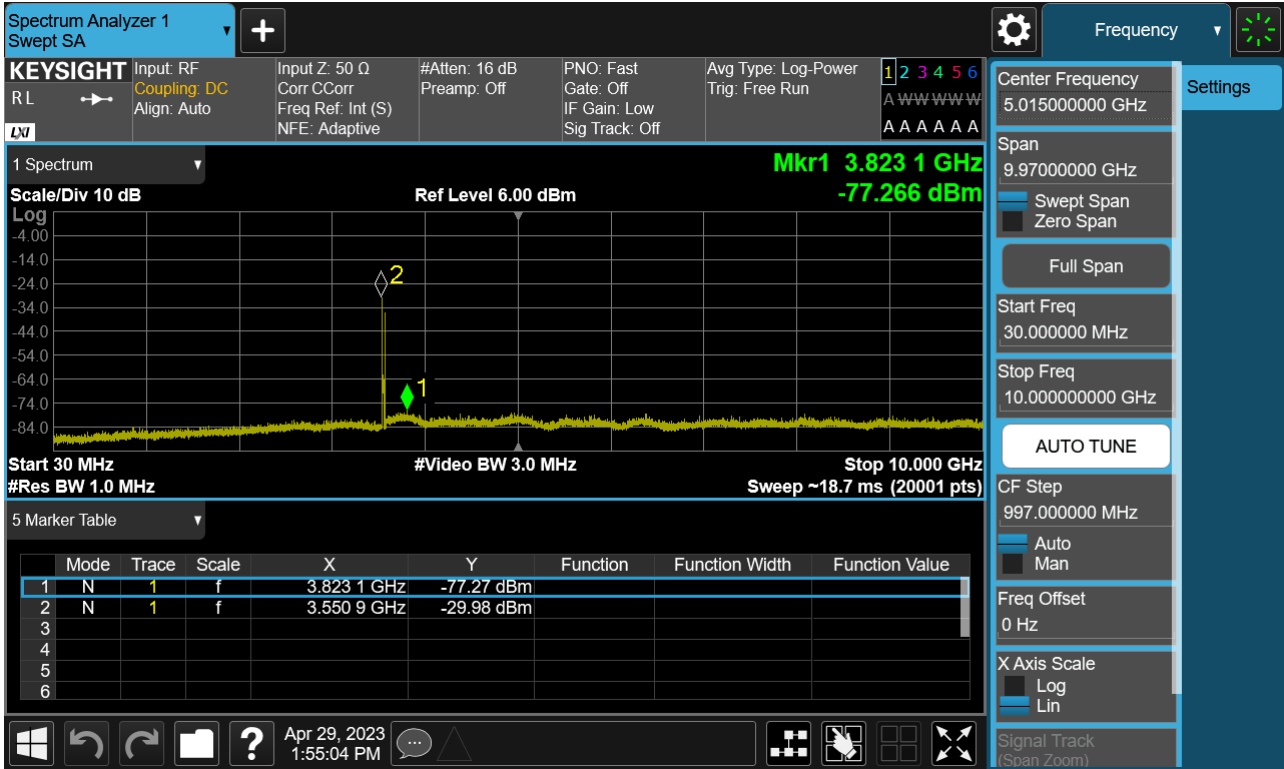 Spectrum Analyzer 1
Swept SA
Frequency
KEYSIGHT
R L
LXI
Input: RF
Coupling: DC
Align: Auto
Input Z: 50 Ω
Corr CCorr
Freq Ref: Int (S)
NFE: Adaptive
#Atten: 16 dB
Preamp: Off
PNO: Fast
Gate: Off
IF Gain: Low
Sig Track: Off
Avg Type: Log-Power
Trig: Free Run
1 2 3 4 5 6
A W W W W W
A A A A A A
1 Spectrum
Mkr1 3.823 1 GHz
-77.266 dBm
Scale/Div 10 dB
Ref Level 6.00 dBm
Log
-4.00
-14.0
-24.0
-34.0
-44.0
-54.0
-64.0
-74.0
-84.0
2
1
Start 30 MHz
#Video BW 3.0 MHz
Stop 10.000 GHz
#Res BW 1.0 MHz
Sweep ~18.7 ms (20001 pts)
5 Marker Table
Mode Trace Scale X Y Function Function Width Function Value
1 N 1 f 3.823 1 GHz -77.27 dBm
2 N 1 f 3.550 9 GHz -29.98 dBm
3
4
5
6
Apr 29, 2023
1:55:04 PM
Settings
Center Frequency
5.015000000 GHz
Span
9.97000000 GHz
Swept Span
Zero Span
Full Span
Start Freq
30.000000 MHz
Stop Freq
10.000000000 GHz
AUTO TUNE
CF Step
997.000000 MHz
Auto
Man
Freq Offset
0 Hz
X Axis Scale
Log
Lin
Signal Track
(Span Zoom)